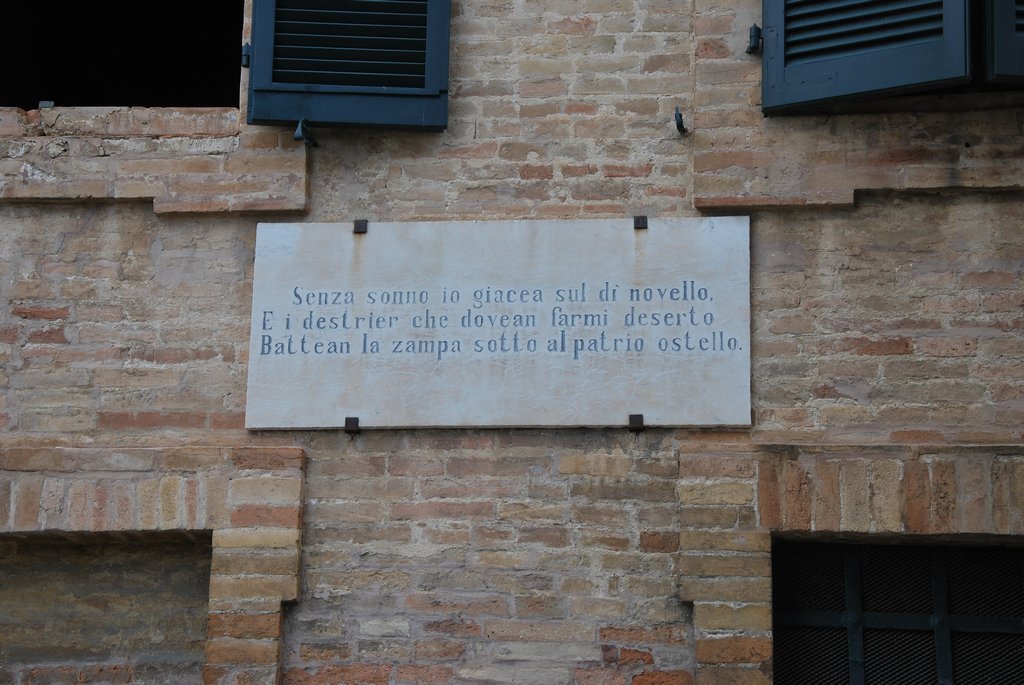 Senza sonno io giacea sul dì novello,
E i destrier che dovean farmi deserto
Battean la zampa sotto al patrio ostello.